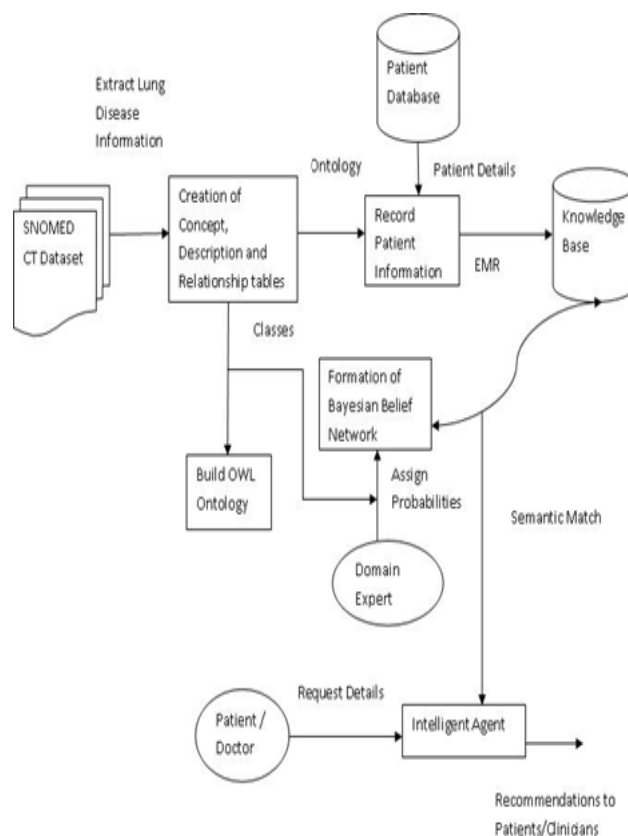 Patient
Database
Extract Lung
Disease
Information
Ontology
Patient Details
SNOMED
CT Dataset
Creation of
Concept,
Description and
Relationship tables
Record
Patient
Information
EMR
Knowledge
Base
Classes
Formation of
Bayesian Belief
Network
Build OWL
Ontology
Assign
Probabilities
Semantic Match
Domain
Expert
Request Details
Patient /
Doctor
Intelligent Agent
Recommendations to
Patients/Clinicians